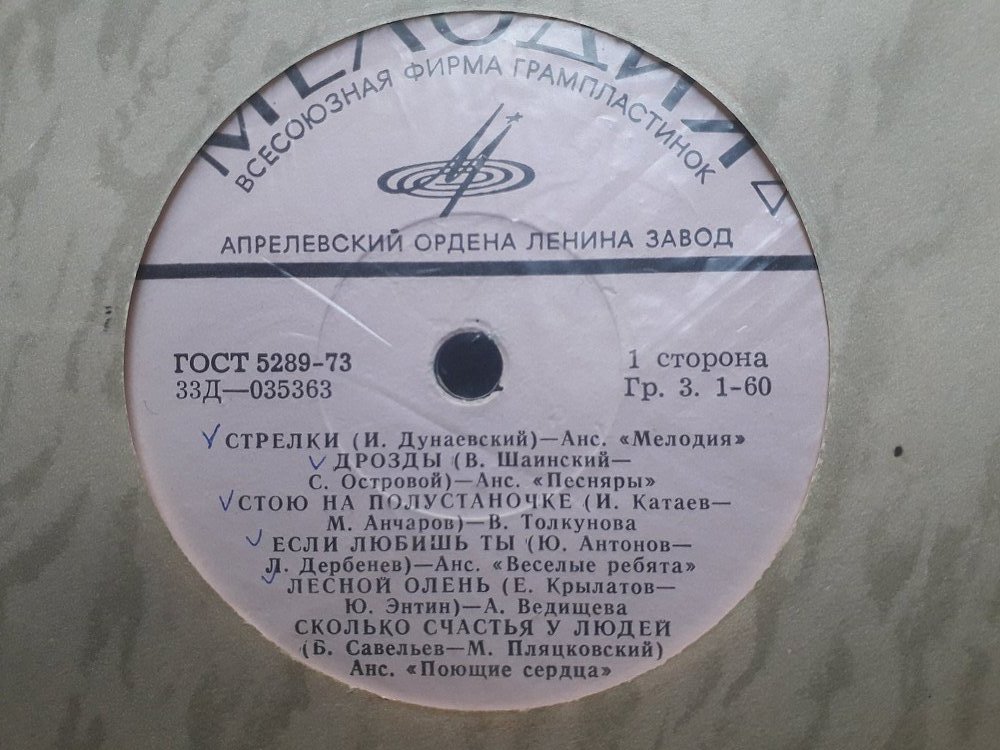 МЕЛОДИЯ
ВСЕСОЮЗНАЯ ФИРМА ГРАМПЛАСТИНОК
АПРЕЛЕВСКИЙ ОРДЕНА ЛЕНИНА ЗАВОД
ГОСТ 5289-73
33Д—035363
1 сторона
Гр. 3. 1-60
СТРЕЛКИ (И. Дунаевский)—Анс. «Мелодия»
ДРОЗДЫ (В. Шаинский—
С. Островой)—Анс. «Песняры»
СТОЮ НА ПОЛУСТАНОЧКЕ (И. Катаев—
М. Анчаров)—В. Толкунова
ЕСЛИ ЛЮБИШЬ ТЫ (Ю. Антонов—
Л. Дербенев)—Анс. «Веселые ребята»
ЛЕСНОЙ ОЛЕНЬ (Е. Крылатов—
Ю. Энтин)—А. Ведищева
СКОЛЬКО СЧАСТЬЯ У ЛЮДЕЙ
(Б. Савельев—М. Пляцковский)
Анс. «Поющие сердца»